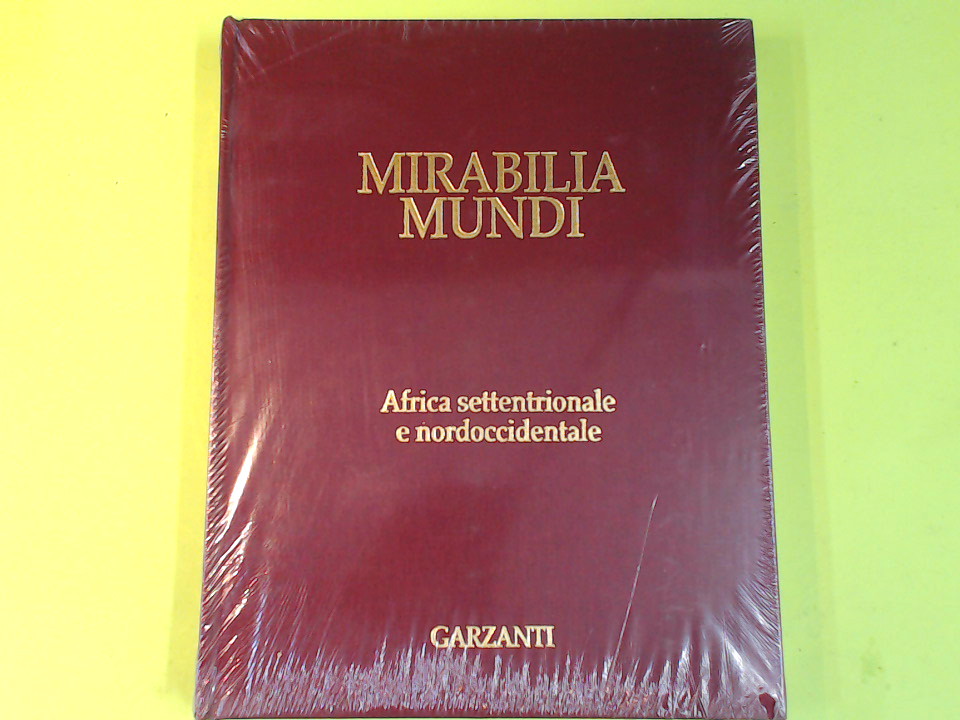 MIRABILIA
MUNDI
Africa settentrionale
e nordoccidentale
GARZANTI